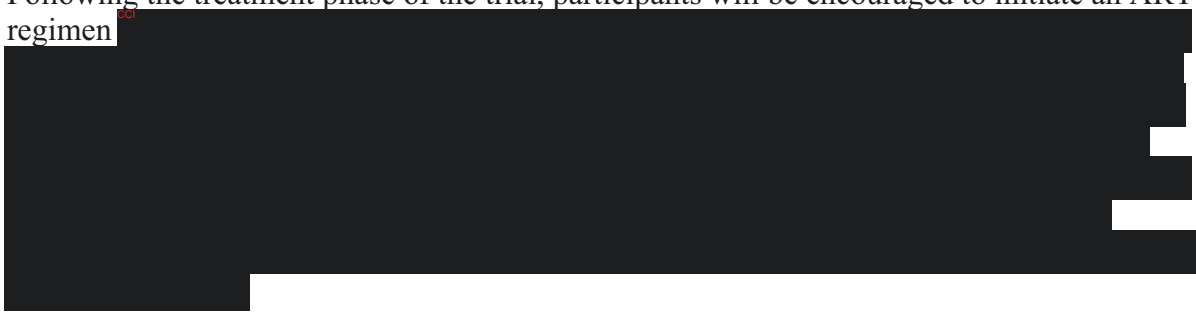 Following the treatment phase of the trial, participants will be encouraged to initiate an ART
regimen CCI